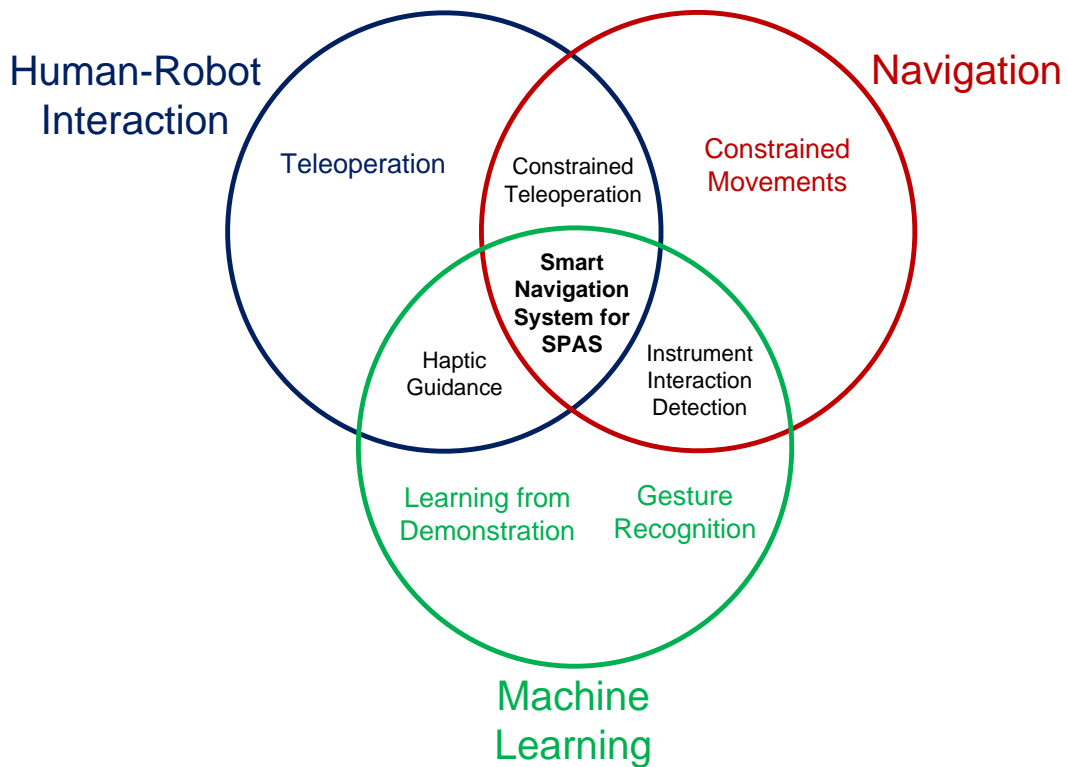 Human-Robot
Interaction
Navigation
Teleoperation
Constrained
Teleoperation
Constrained
Movements
Smart
Navigation
System for
SPAS
Haptic
Guidance
Instrument
Interaction
Detection
Learning from
Demonstration
Gesture
Recognition
Machine
Learning